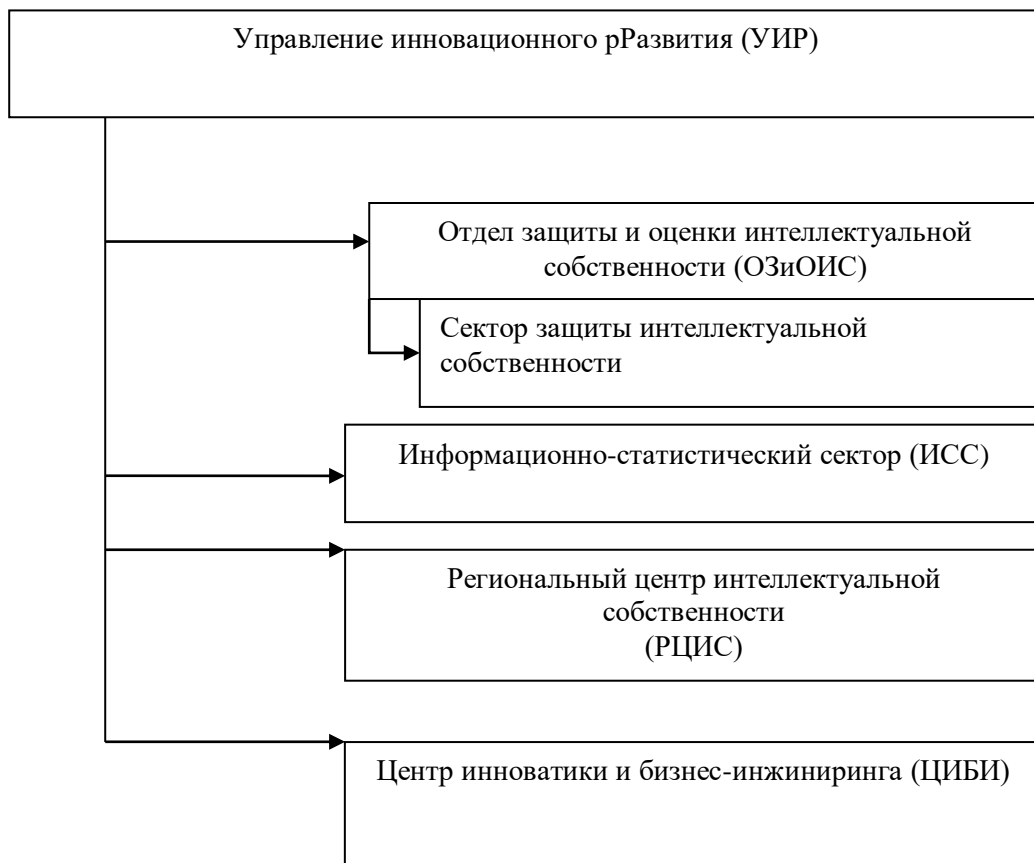 Управление инновационного рРазвития (УИР)
Отдел защиты и оценки интеллектуальной
собственности (ОЗиОИС)
Сектор защиты интеллектуальной
собственности
Информационно-статистический сектор (ИСС)
Региональный центр интеллектуальной
собственности
(РЦИС)
Центр инноватики и бизнес-инжиниринга (ЦИБИ)